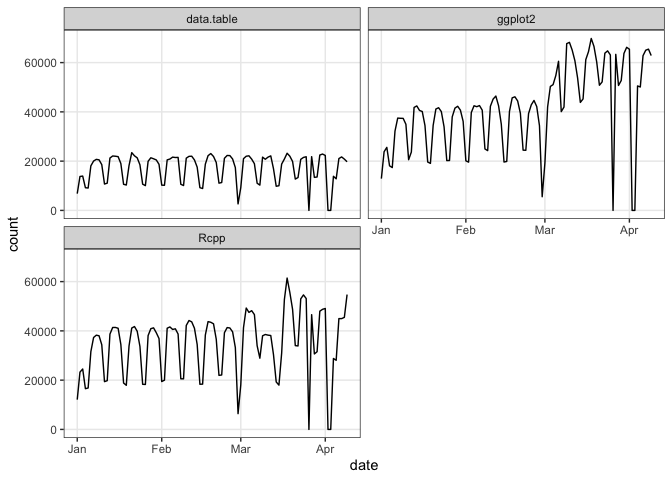 data.table
ggplot2
60000
40000
20000
0
Jan
Feb
Mar
Apr
Rcpp
60000
40000
20000
0
Jan
Feb
Mar
Apr
count
date